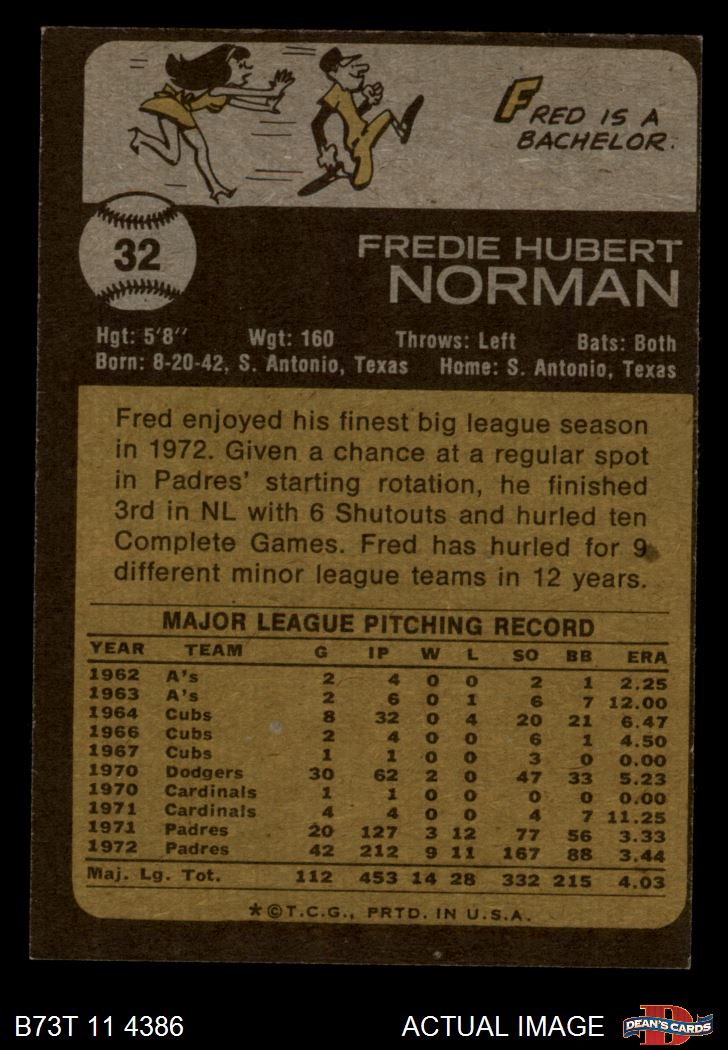 FRED IS A
BACHELOR.
32
FREDIE HUBERT
NORMAN
Hgt: 5'8" Wgt: 160 Throws: Left Bats: Both
Born: 8-20-42, S. Antonio, Texas Home: S. Antonio, Texas
Fred enjoyed his finest big league season
in 1972. Given a chance at a regular spot
in Padres' starting rotation, he finished
3rd in NL with 6 Shutouts and hurled ten
Complete Games. Fred has hurled for 9
different minor league teams in 12 years.
MAJOR LEAGUE PITCHING RECORD
YEAR TEAM G IP W L SO BB ERA
1962 A's 2 4 0 0 2 1 2.25
1963 A's 2 6 0 1 6 7 12.00
1964 Cubs 8 32 0 4 20 21 6.47
1966 Cubs 2 4 0 0 6 1 4.50
1967 Cubs 1 1 0 0 3 0 0.00
1970 Dodgers 30 62 2 0 47 33 5.23
1970 Cardinals 1 1 0 0 0 0 0.00
1971 Cardinals 4 4 0 0 4 7 11.25
1971 Padres 20 127 3 12 77 56 3.33
1972 Padres 42 212 9 11 167 88 3.44
Maj. Lg. Tot. 112 453 14 28 332 215 4.03
*©T.C.G., PRTD. IN U.S.A.
B73T 11 4386 ACTUAL IMAGE D DEAN'S CARDS